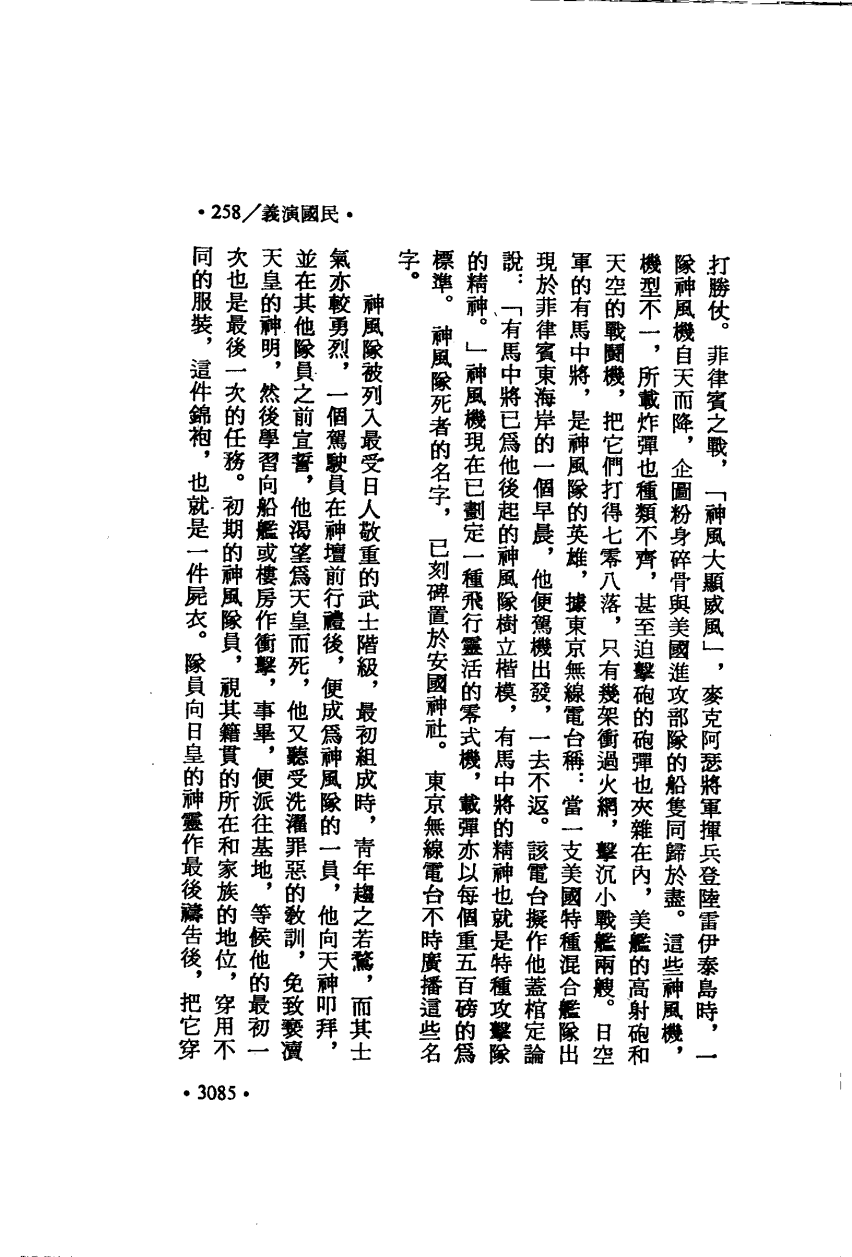 •258／義演國民•
打勝仗。菲律賓之戰，「神風大顯威風」，麥克阿瑟將軍揮兵登陸雷伊泰島時，一
隊神風機自天而降，企圖粉身碎骨與美國進攻部隊的船隻同歸於盡。這些神風機，
機型不一，所載炸彈也種類不齊，甚至迫擊砲的砲彈也夾雜在內，美艦的高射砲和
天空的戰鬪機，把它們打得七零八落，只有幾架衝過火網，擊沉小戰艦兩艘。日空
軍的有馬中將，是神風隊的英雄，據東京無線電台稱：當一支美國特種混合艦隊出
現於菲律賓東海岸的一個早晨，他便駕機出發，一去不返。該電台擬作他蓋棺定論
說：「有馬中將已爲他後起的神風隊樹立楷模，有馬中將的精神也就是特種攻擊隊
的精神。」神風機現在已劃定一種飛行靈活的零式機，載彈亦以每個重五百磅的爲
標準。神風隊死者的名字，已刻碑置於安國神社。東京無線電台不時廣播這些名
字。
神風隊被列入最受日人敬重的武士階級，最初組成時，青年趨之若鶩，而其士
氣亦較勇烈，一個駕駛員在神壇前行禮後，便成爲神風隊的一員，他向天神叩拜，
並在其他隊員之前宣誓，他渴望爲天皇而死，他又聽受洗濯罪惡的教訓，免致褻瀆
天皇的神明，然後學習向船艦或樓房作衝擊，事畢，便派往基地，等候他的最初一
次也是最後一次的任務。初期的神風隊員，視其籍貫的所在和家族的地位，穿用不
同的服裝，這件錦袍，也就是一件屍衣。隊員向日皇的神靈作最後禱告後，把它穿
•3085•